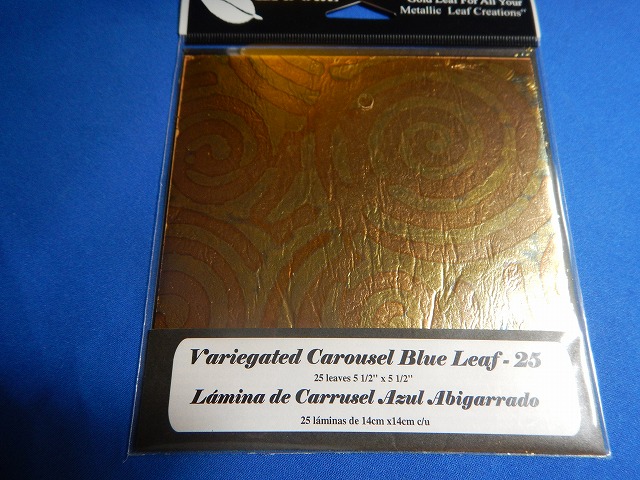 Gold Leaf For All Your
Metallic Leaf Creations"
Variegated Carousel Blue Leaf - 25
25 leaves 5 1/2" x 5 1/2"
Lámina de Carrusel Azul Abigarrado
25 láminas de 14cm x14cm c/u